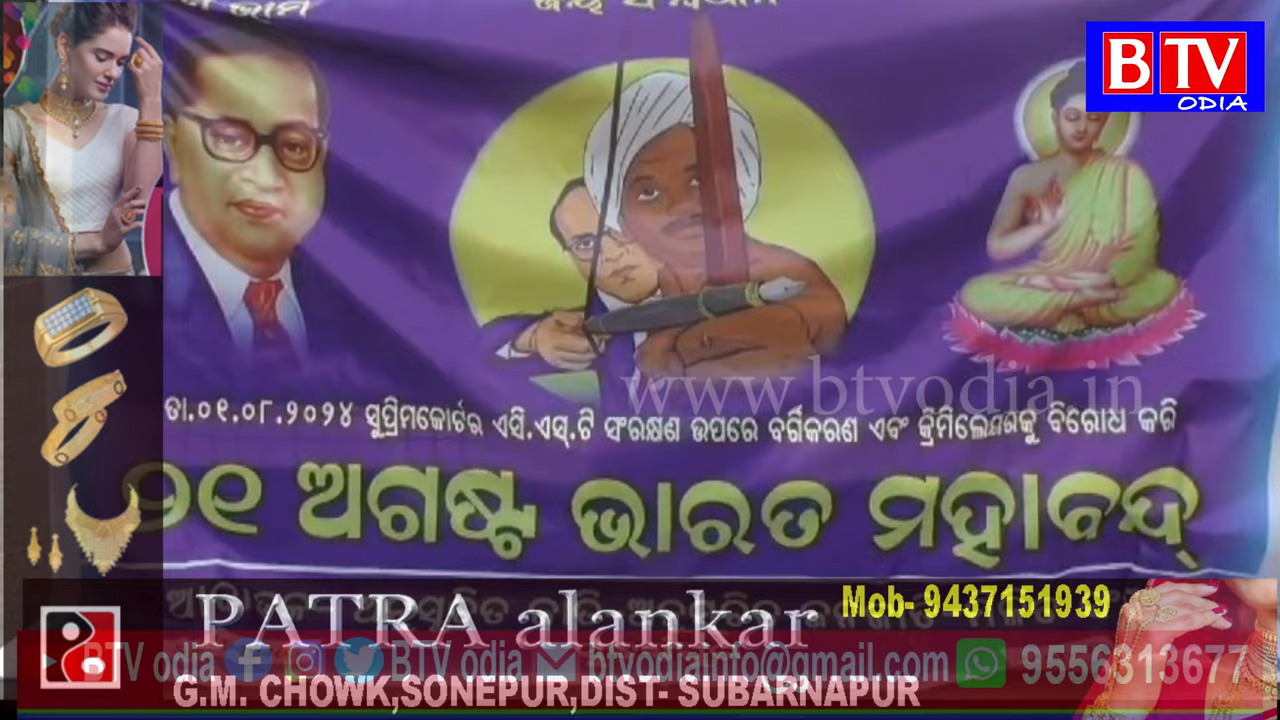 BTV
ODIA
www.btvodia.in
ତା.୦୧.୦୮.୨୦୨୪ ସୁପ୍ରିମକୋର୍ଟର ଏସି.ଏସ୍.ଟି ସଂରକ୍ଷଣ ଉପରେ ବର୍ଗିକରଣ ଏବଂ କ୍ରିମିଲେୟରକୁ ବିରୋଧ କରି
୨୧ ଅଗଷ୍ଟ ଭାରତ ମହାବନ୍ଦ୍
PATRA alankar
Mob- 9437151939
BTV odia BTV odia btvodiainfo@gmail.com 9556313677
G.M. CHOWK,SONEPUR,DIST- SUBARNAPUR